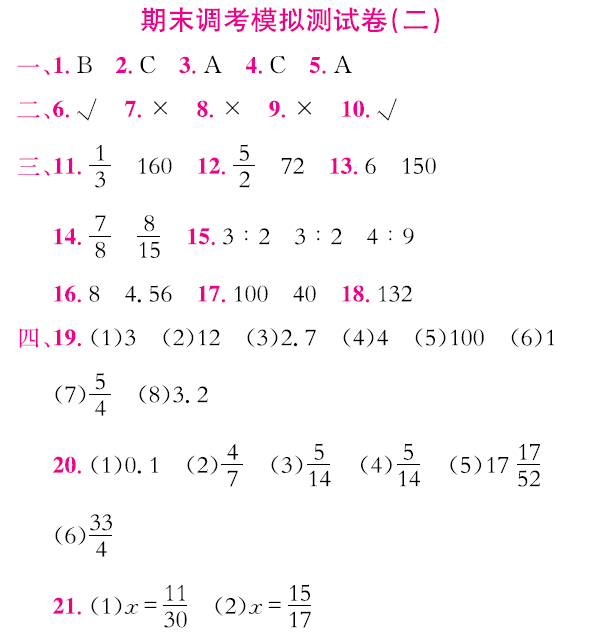 期末调考模拟测试卷(二)
一、1. B 2. C 3. A 4. C 5. A
二、6. √ 7. × 8. × 9. × 10. √
三、11. 1/3 160 12. 5/2 72 13. 6 150
14. 7/8 8/15 15. 3∶2 3∶2 4∶9
16. 8 4.56 17. 100 40 18. 132
四、19. (1)3 (2)12 (3)2.7 (4)4 (5)100 (6)1
(7)5/4 (8)3.2
20. (1)0.1 (2)4/7 (3)5/14 (4)5/14 (5)17 17/52
(6)33/4
21. (1)x=11/30 (2)x=15/17